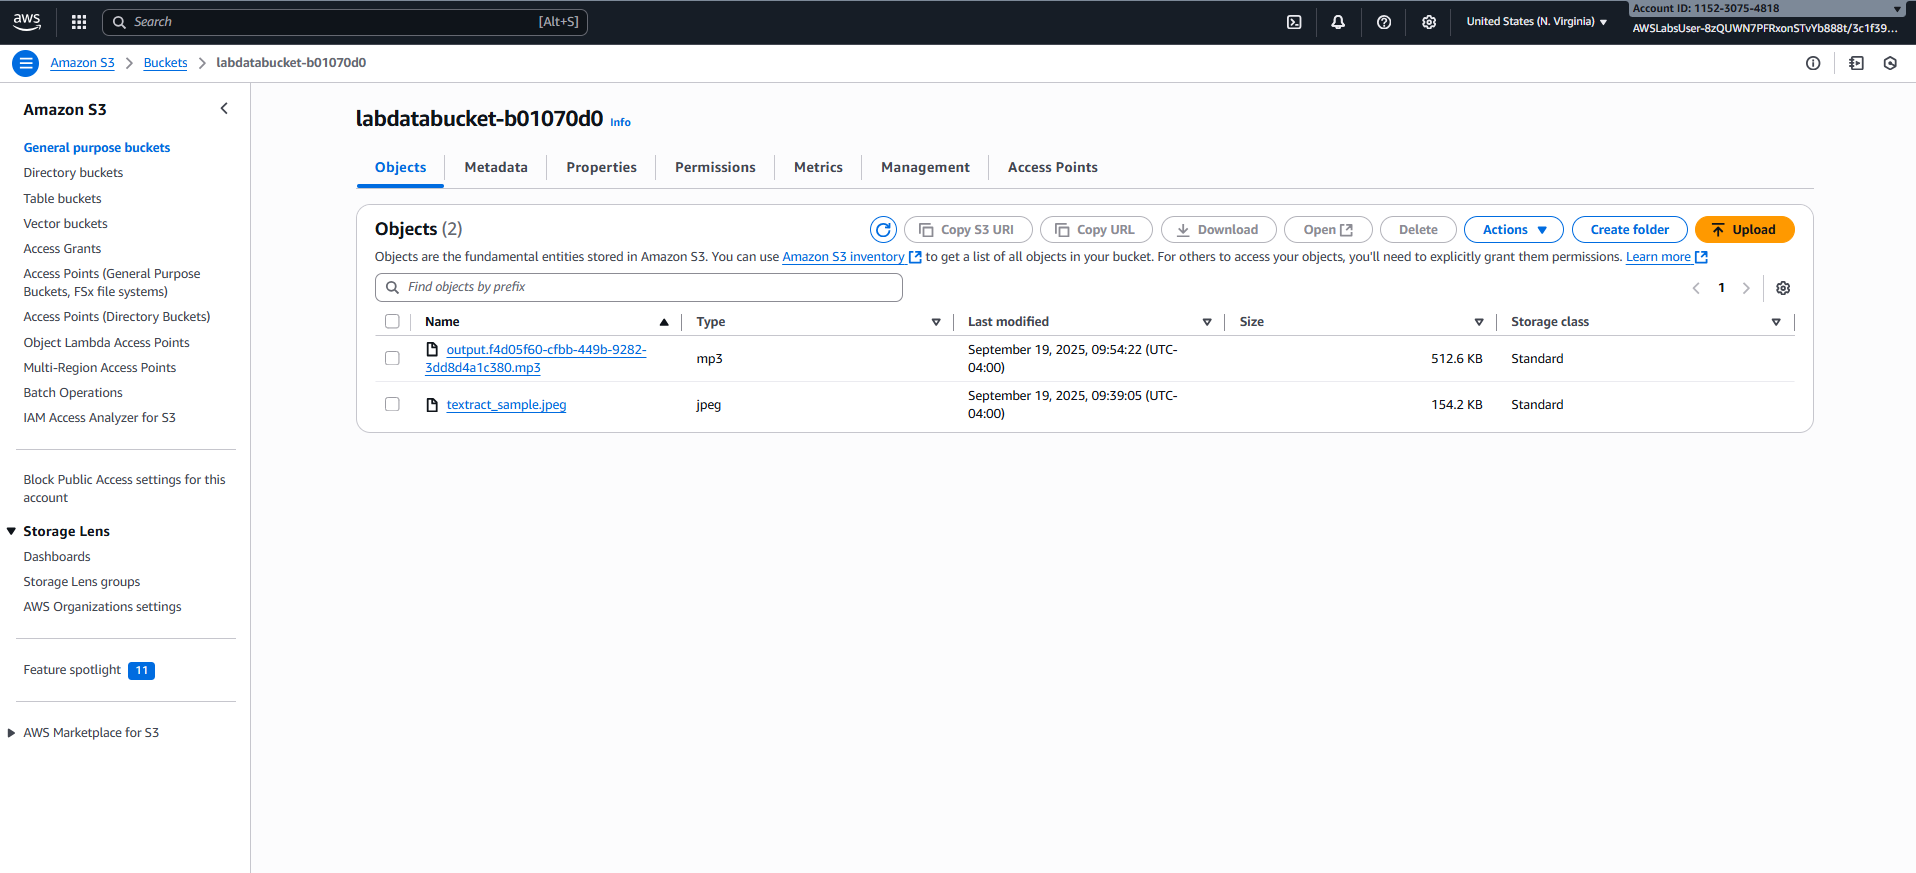 aws
Search
[Alt+S]
United States (N. Virginia)
Account ID: 1152-3075-4818
AWSLabsUser-8zQUWN7PFRxonSTvYb888t/3c1f39...
Amazon S3 > Buckets > labdatabucket-b01070d0
Amazon S3
General purpose buckets
Directory buckets
Table buckets
Vector buckets
Access Grants
Access Points (General Purpose
Buckets, FSx file systems)
Access Points (Directory Buckets)
Object Lambda Access Points
Multi-Region Access Points
Batch Operations
IAM Access Analyzer for S3
Block Public Access settings for this
account
Storage Lens
Dashboards
Storage Lens groups
AWS Organizations settings
Feature spotlight 11
AWS Marketplace for S3
labdatabucket-b01070d0 Info
Objects Metadata Properties Permissions Metrics Management Access Points
Objects (2)
Copy S3 URI Copy URL Download Open Delete Actions Create folder Upload
Objects are the fundamental entities stored in Amazon S3. You can use Amazon S3 inventory to get a list of all objects in your bucket. For others to access your objects, you'll need to explicitly grant them permissions. Learn more
Find objects by prefix
1
Name Type Last modified Size Storage class
output.f4d05f60-cfbb-449b-9282-
3dd8d4a1c380.mp3
mp3
September 19, 2025, 09:54:22 (UTC-
04:00)
512.6 KB
Standard
textract_sample.jpeg
jpeg
September 19, 2025, 09:39:05 (UTC-
04:00)
154.2 KB
Standard